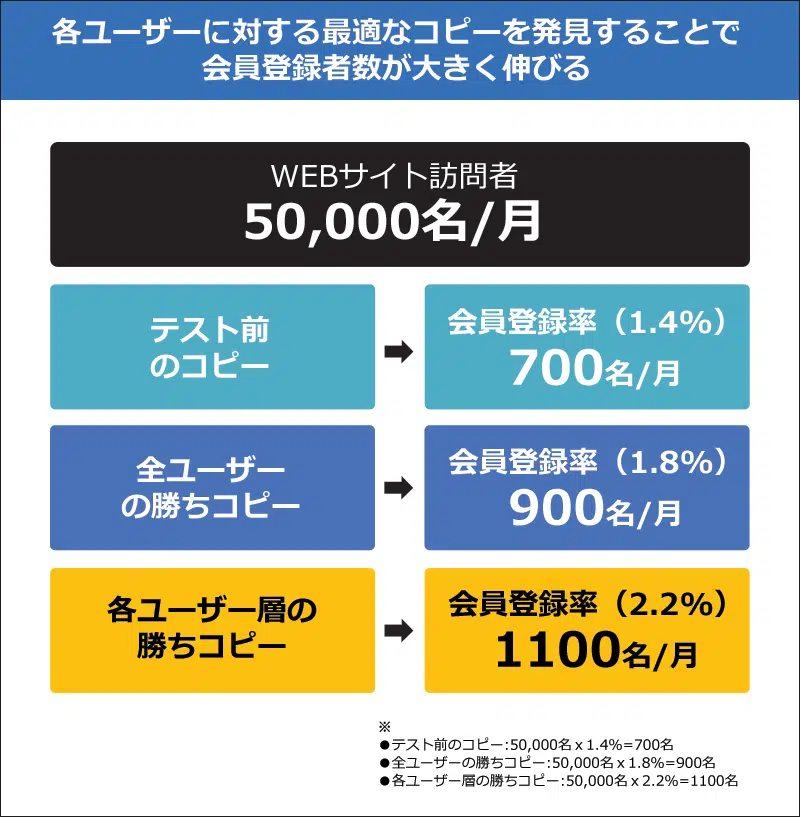 各ユーザーに対する最適なコピーを発見することで
会員登録者数が大きく伸びる
WEBサイト訪問者
50,000名/月
テスト前
のコピー
会員登録率（1.4%）
700名/月
全ユーザー
の勝ちコピー
会員登録率（1.8%）
900名/月
各ユーザー層の
勝ちコピー
会員登録率（2.2%）
1100名/月
※
●テスト前のコピー:50,000名 x 1.4%=700名
●全ユーザーの勝ちコピー:50,000名 x 1.8%=900名
●各ユーザー層の勝ちコピー:50,000名 x 2.2%=1100名